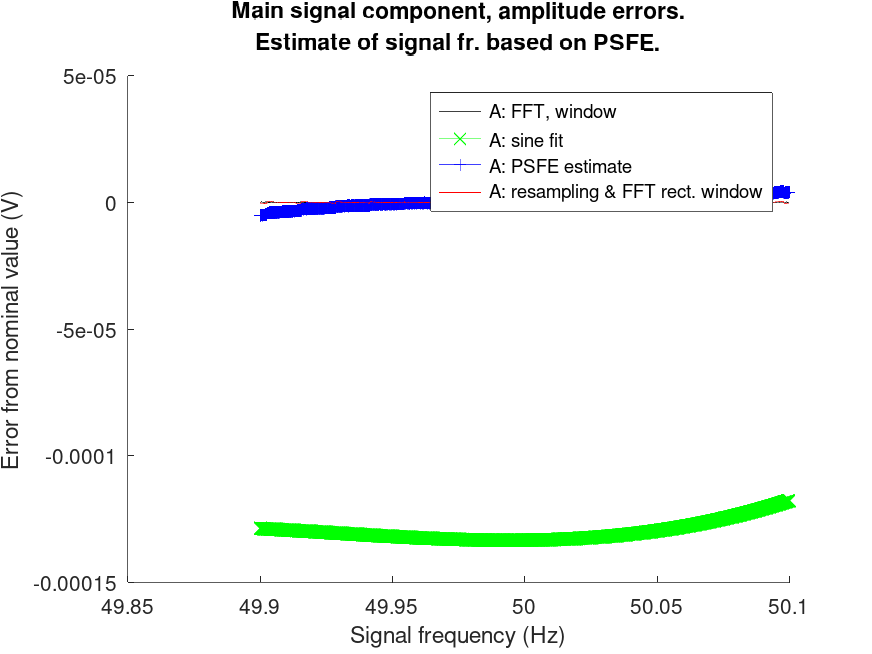 Main signal component, amplitude errors.
Estimate of signal fr. based on PSFE.
5e-05
0
-5e-05
-0.0001
-0.00015
Error from nominal value (V)
A: FFT, window
A: sine fit
A: PSFE estimate
A: resampling & FFT rect. window
49.85
49.9
49.95
50
50.05
50.1
Signal frequency (Hz)